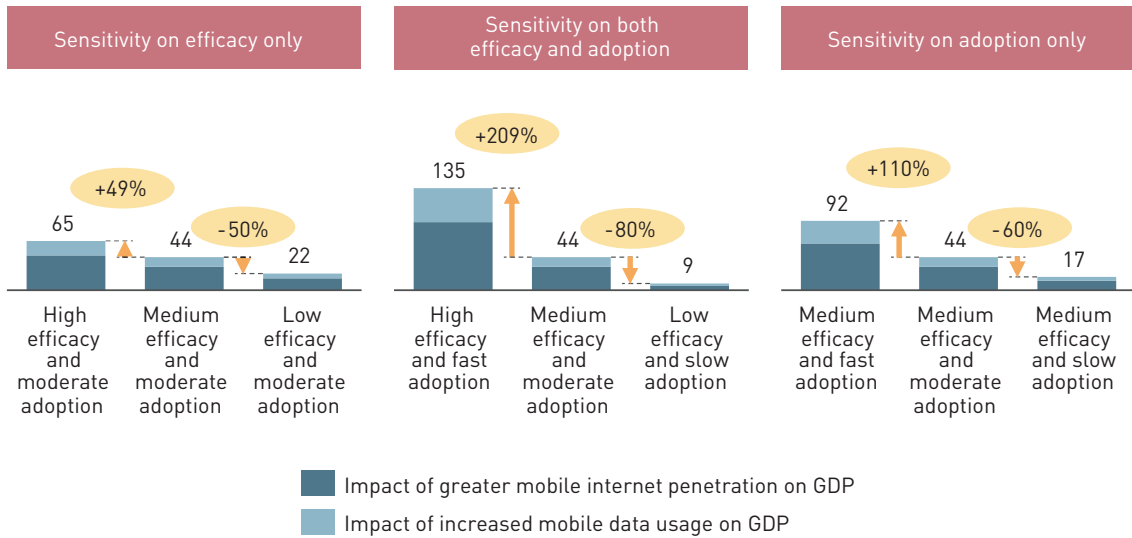 Sensitivity on efficacy only
Sensitivity on both
efficacy and adoption
Sensitivity on adoption only
+49%
65
44
-50%
22
+209%
135
44
-80%
9
+110%
92
44
-60%
17
High
efficacy
and
moderate
adoption
Medium
efficacy
and
moderate
adoption
Low
efficacy
and
moderate
adoption
High
efficacy
and fast
adoption
Medium
efficacy
and
moderate
adoption
Low
efficacy
and slow
adoption
Medium
efficacy
and fast
adoption
Medium
efficacy
and
moderate
adoption
Medium
efficacy
and slow
adoption
Impact of greater mobile internet penetration on GDP
Impact of increased mobile data usage on GDP